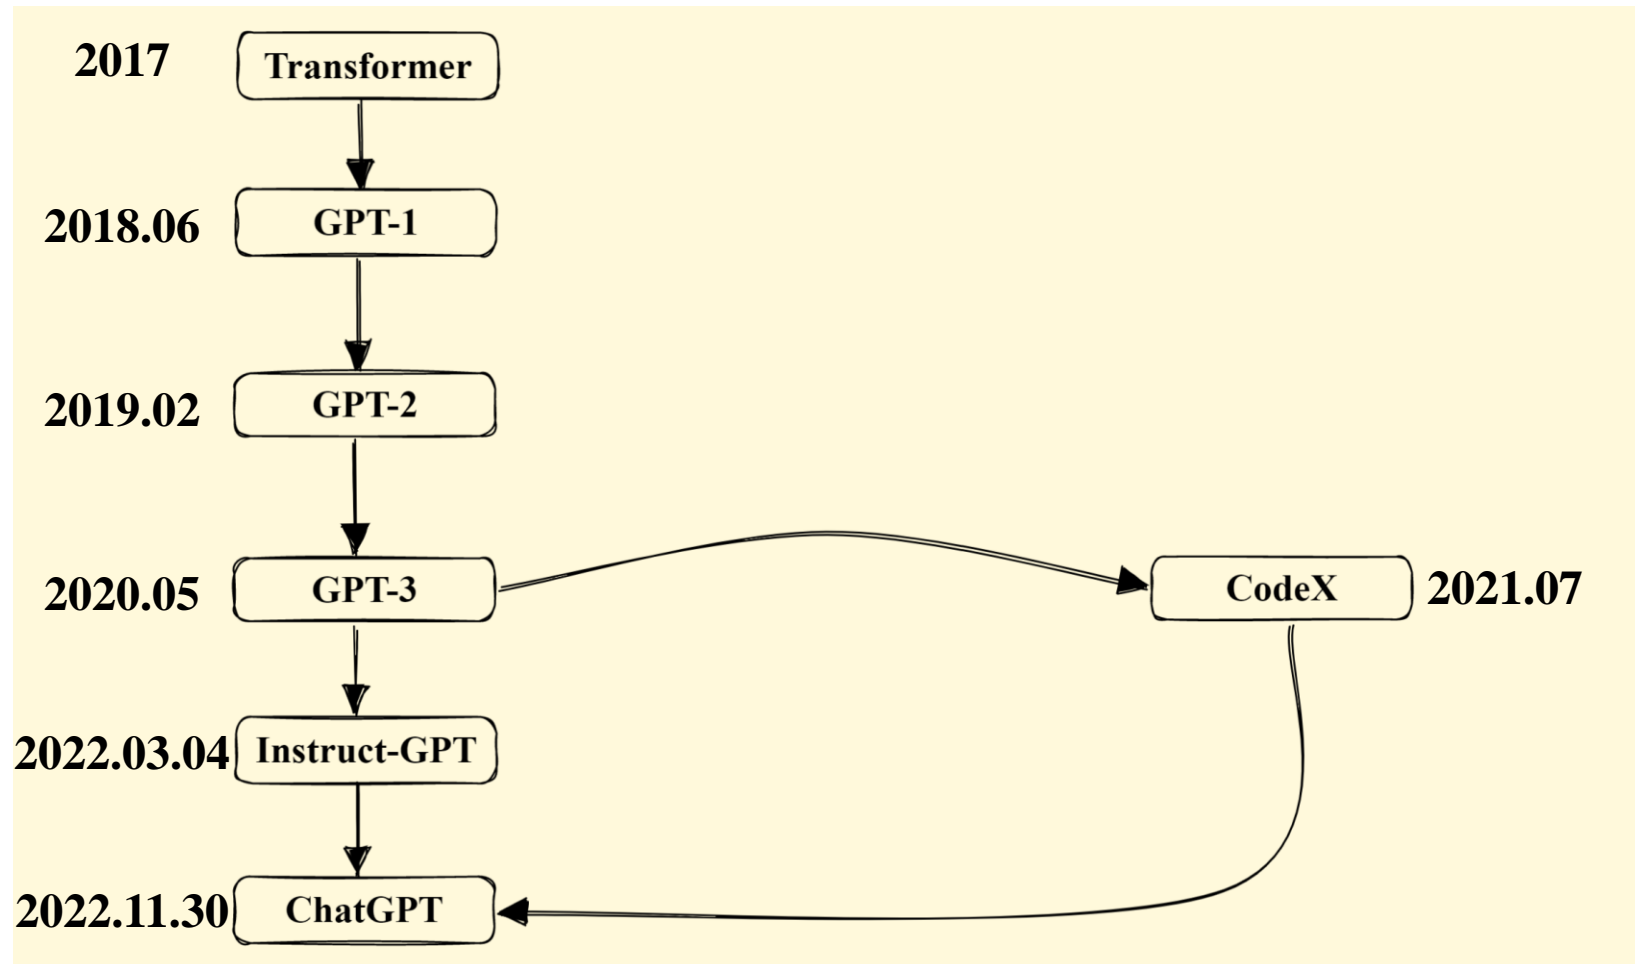 2017
Transformer
2018.06
GPT-1
2019.02
GPT-2
2020.05
GPT-3
CodeX
2021.07
2022.03.04
Instruct-GPT
2022.11.30
ChatGPT